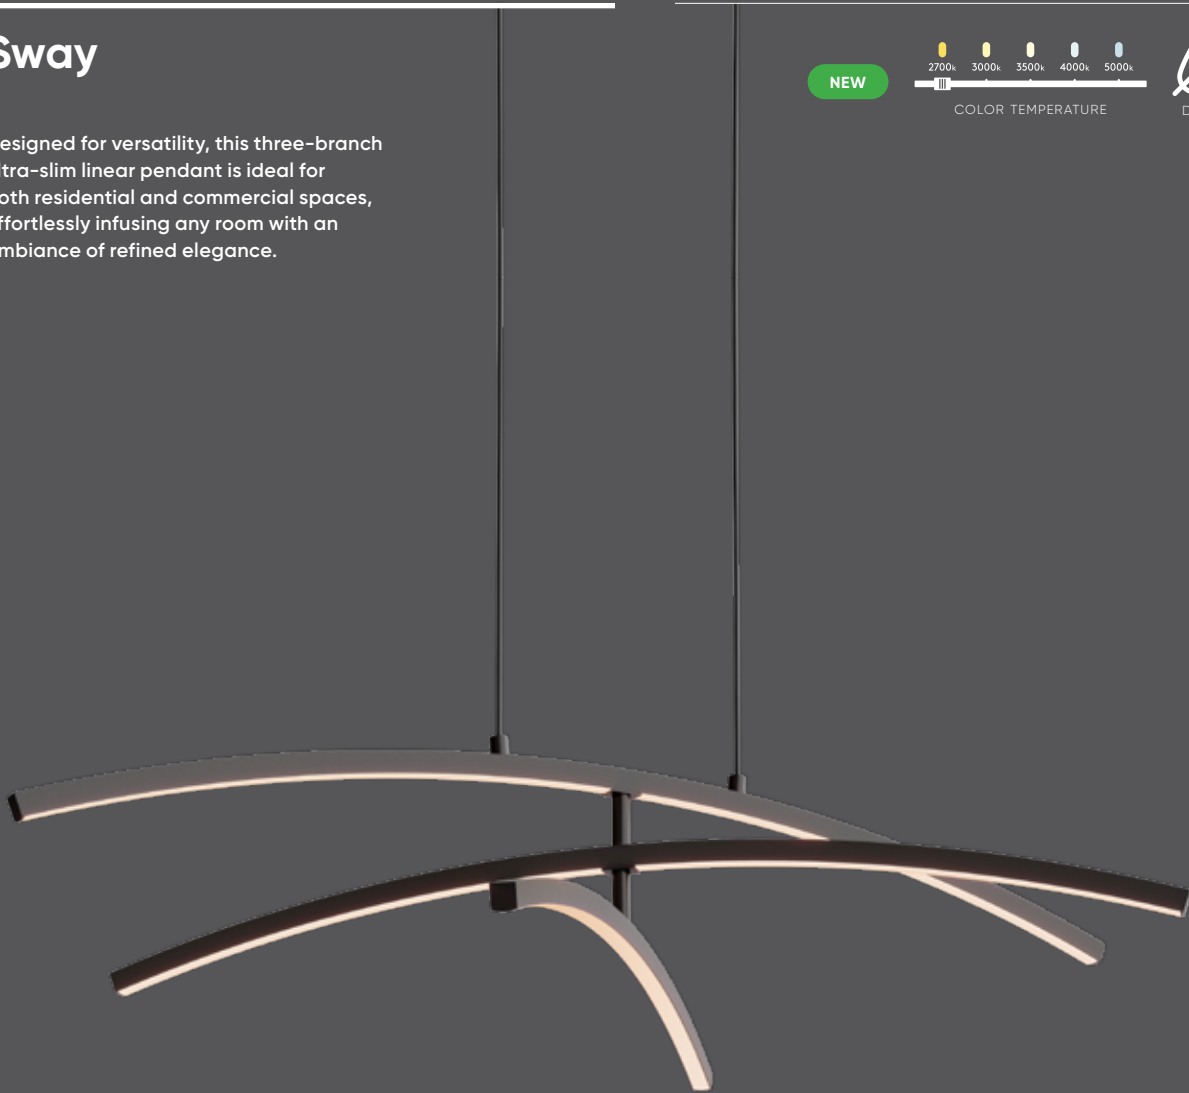 Sway
esigned for versatility, this three-branch
ltra-slim linear pendant is ideal for
oth residential and commercial spaces,
ffortlessly infusing any room with an
mbiance of refined elegance.
NEW
2700k 3000k 3500k 4000k 5000k
COLOR TEMPERATURE
D